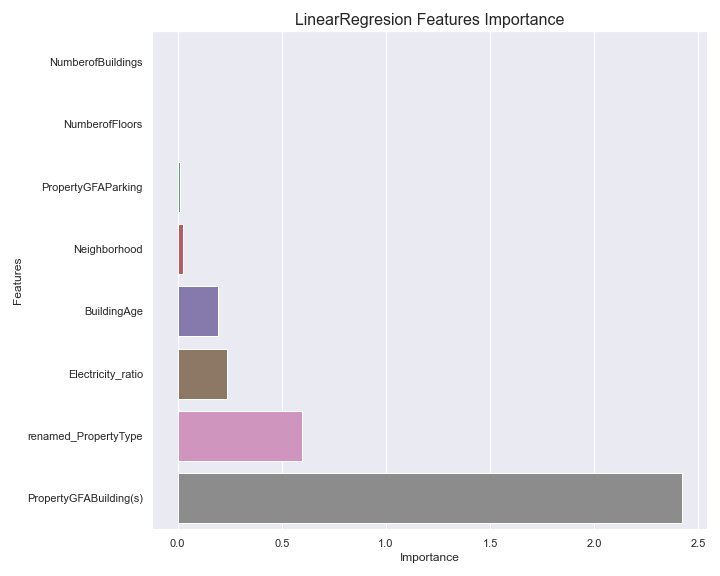 LinearRegresion Features Importance
NumberofBuildings
NumberofFloors
PropertyGFAParking
Neighborhood
BuildingAge
Electricity_ratio
renamed_PropertyType
PropertyGFABuilding(s)
Features
0.0 0.5 1.0 1.5 2.0 2.5
Importance